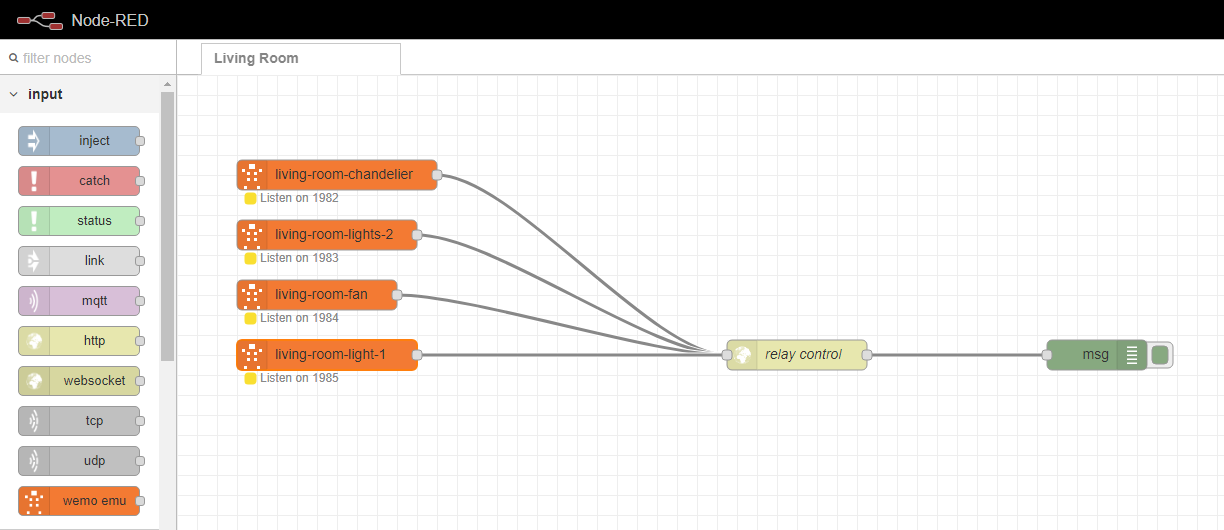 Node-RED
filter nodes
Living Room
input
inject
catch
status
link
mqtt
http
websocket
tcp
udp
wemo emu
living-room-chandelier
Listen on 1982
living-room-lights-2
Listen on 1983
living-room-fan
Listen on 1984
living-room-light-1
Listen on 1985
relay control
msg